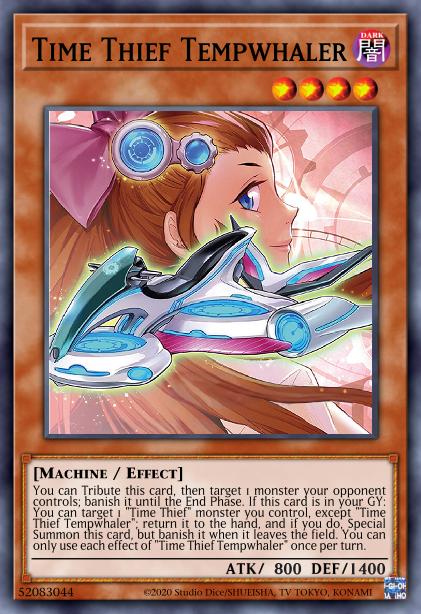 TIME THIEF TEMPWHALER
DARK
闇
[MACHINE / EFFECT]
You can Tribute this card, then target 1 monster your opponent
controls; banish it until the End Phase. If this card is in your GY:
You can target 1 "Time Thief" monster you control, except "Time
Thief Tempwhaler"; return it to the hand, and if you do, Special
Summon this card, but banish it when it leaves the field. You can
only use each effect of "Time Thief Tempwhaler" once per turn.
ATK/ 800 DEF/1400
52083044 ©2020 Studio Dice/SHUEISHA, TV TOKYO, KONAMI